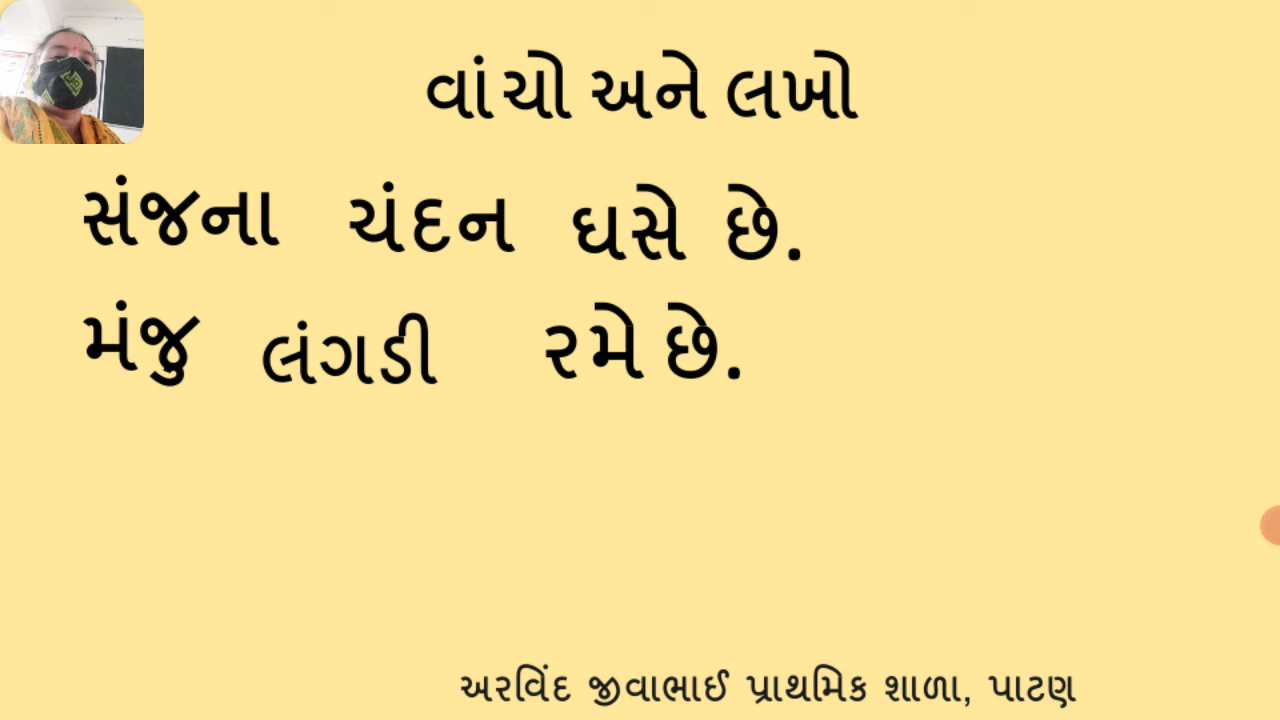 વાંચો અને લખો
સંજના ચંદન ઘસે છે.
મંજુ લંગડી રમે છે.
અરવિંદ જીવાભાઈ પ્રાથમિક શાળા, પાટણ